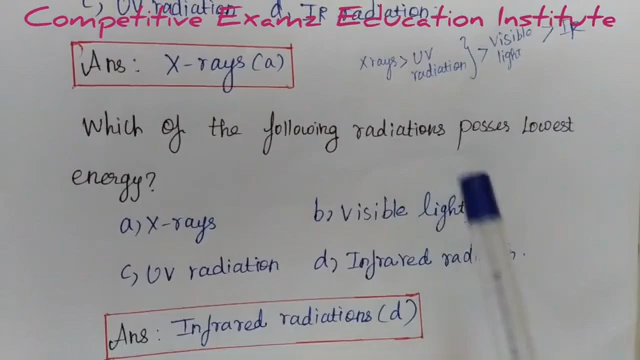 c) UV radiation d, IR radiation.
Competitive Examz Education Institute
Ans: X-rays (a)
Xrays > UV radiation } > visible light > IR
Which of the following radiations posses Lowest
energy?
a) X-rays b, Visible light
c, UV radiation d) Infrared
Ans: Infrared radiations (d)